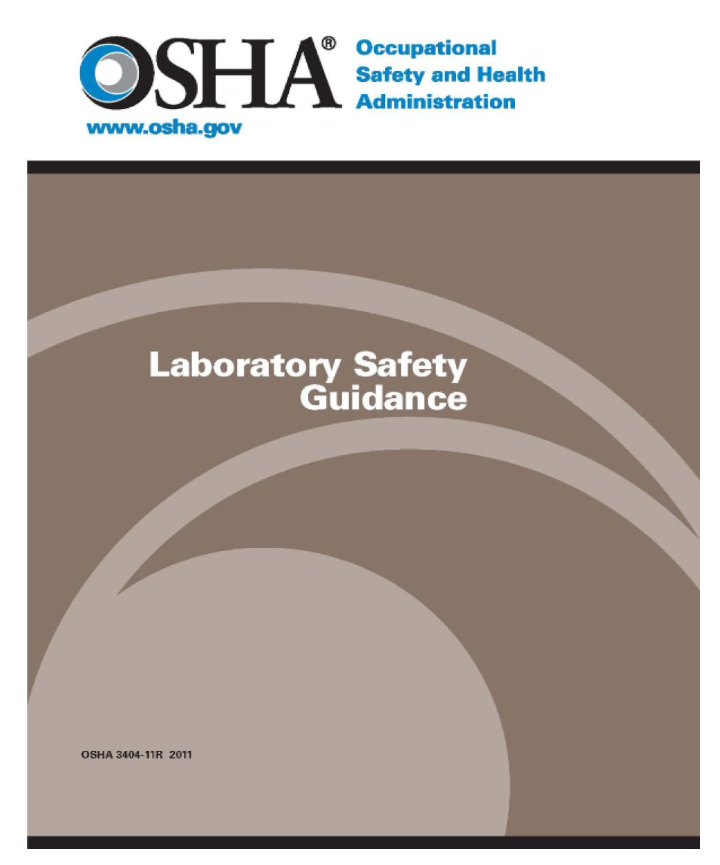 OSHA®
Occupational
Safety and Health
Administration
www.osha.gov
Laboratory Safety
Guidance
OSHA 3404-11R 2011